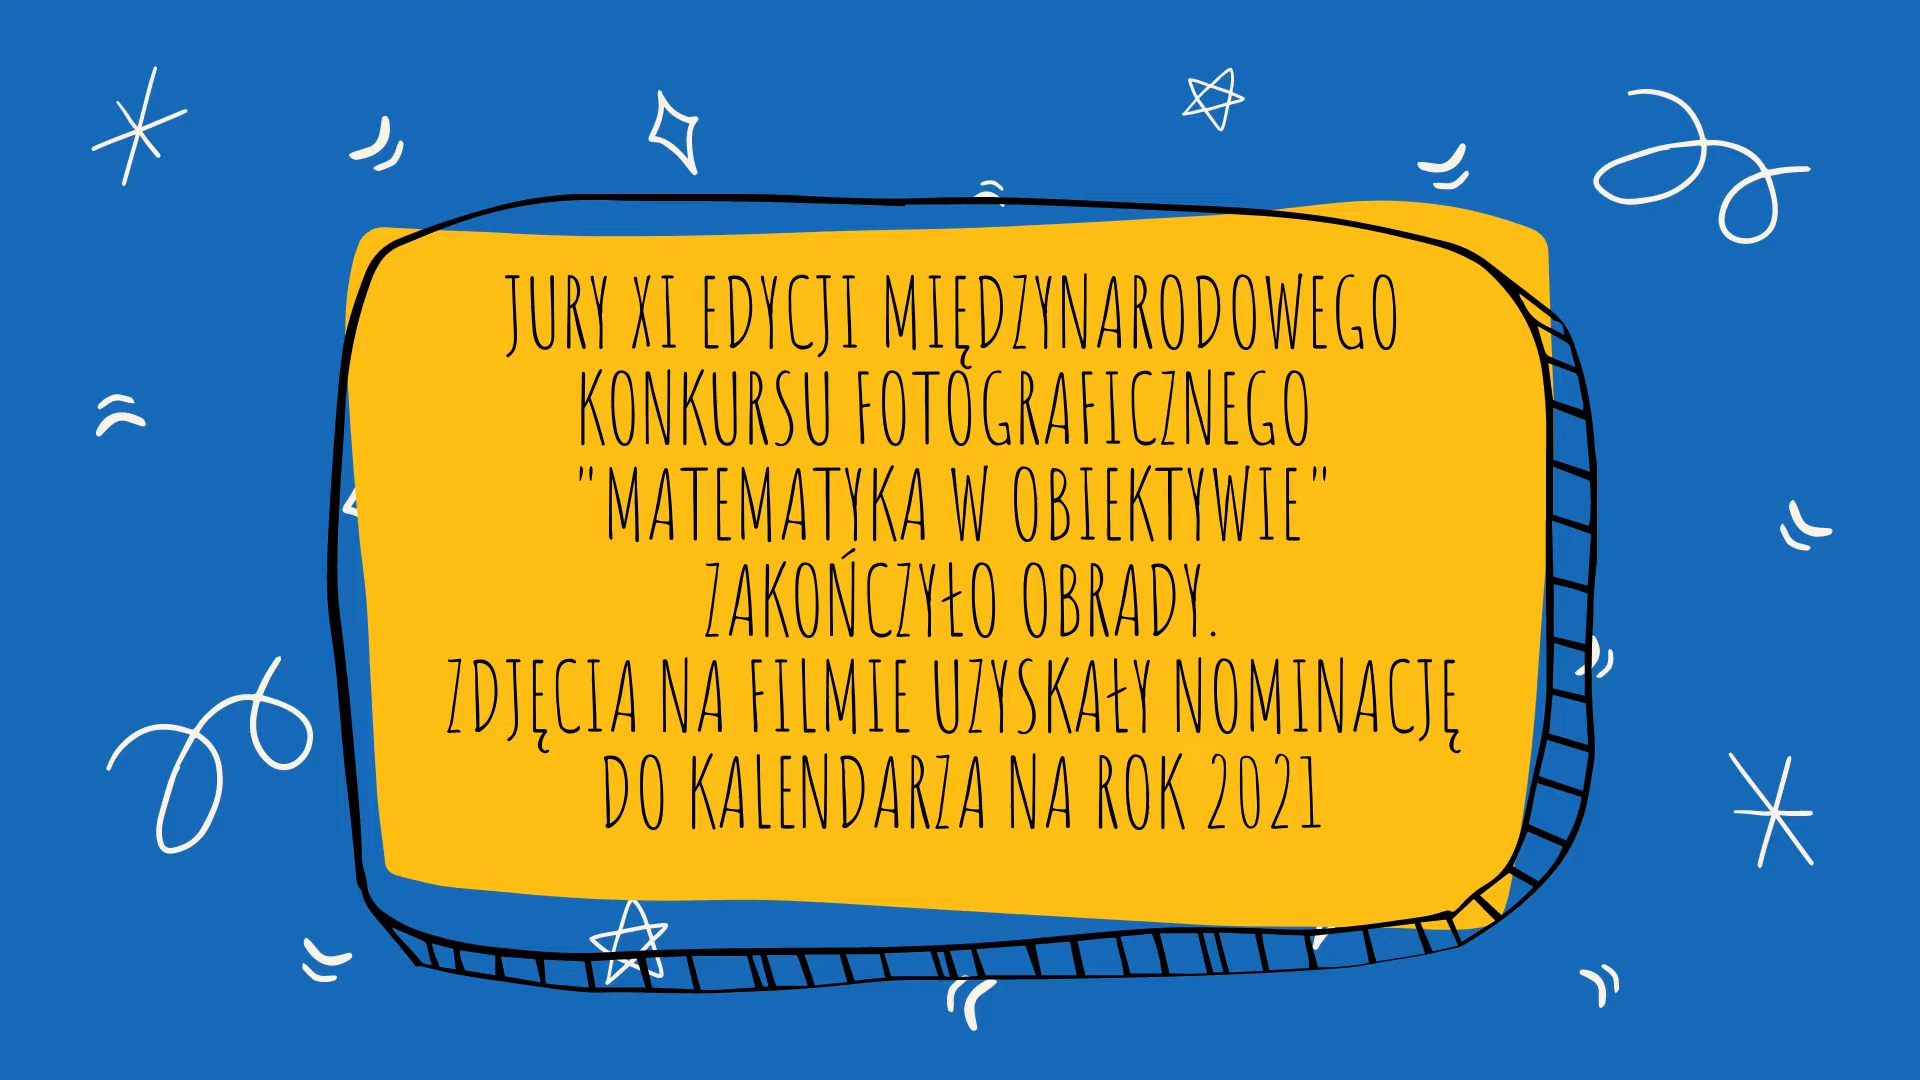 JURY XI EDYCJI MIĘDZYNARODOWEGO
KONKURSU FOTOGRAFICZNEGO
"MATEMATYKA W OBIEKTYWIE"
ZAKOŃCZYŁO OBRADY.
ZDJĘCIA NA FILMIE UZYSKAŁY NOMINACJĘ
DO KALENDARZA NA ROK 2021